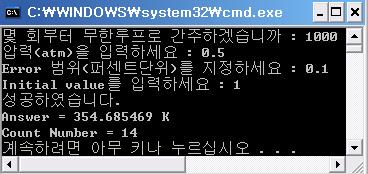 C:\WINDOWS\system32\cmd.exe
몇 회부터 무한루프로 간주하겠습니까 : 1000
압력(atm)을 입력하세요 : 0.5
Error 범위(퍼센트단위)를 지정하세요 : 0.1
Initial value를 입력하세요 : 1
성공하였습니다.
Answer = 354.685469 K
Count Number = 14
계속하려면 아무 키나 누르십시오 . . .